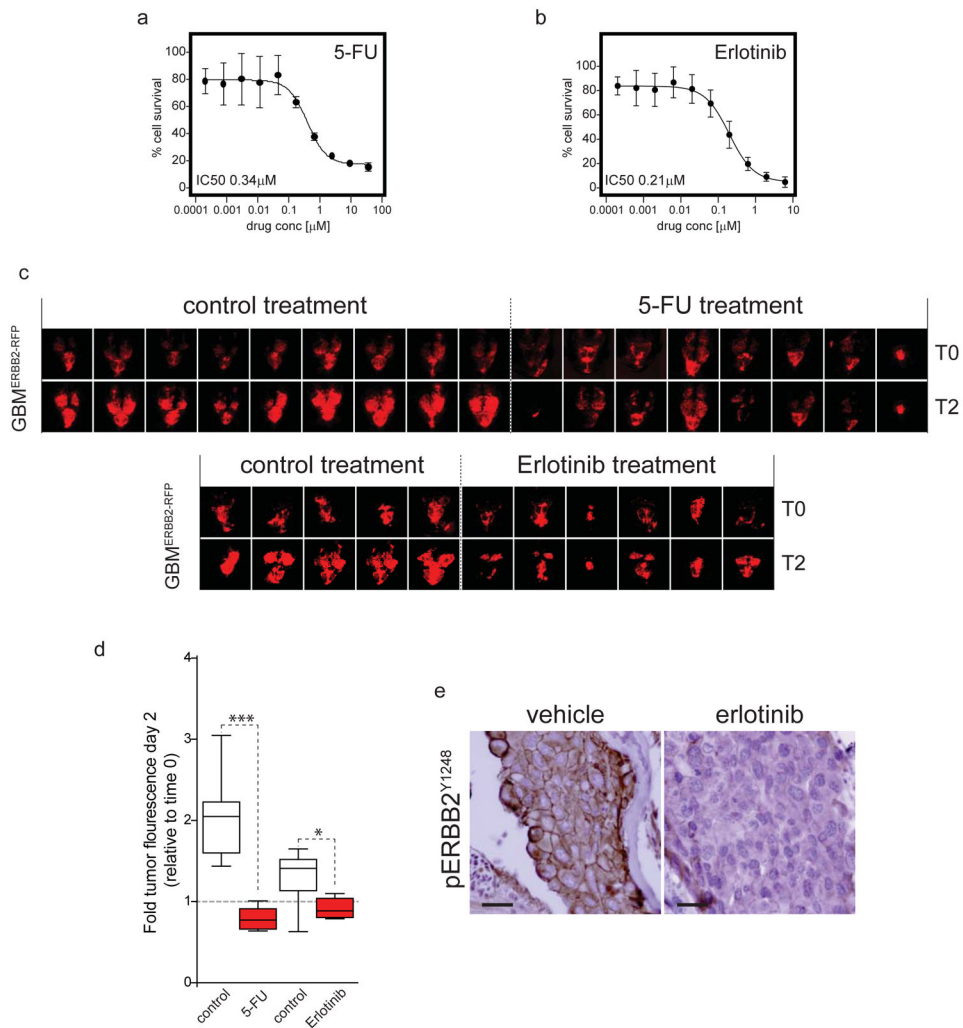 a
5-FU
% cell survival
100
80
60
40
20
0
IC50 0.34µM
0.0001 0.001 0.01 0.1 1 10 100
drug conc [µM]
b
Erlotinib
% cell survival
100
80
60
40
20
0
IC50 0.21µM
0.0001 0.001 0.01 0.1 1 10
drug conc [µM]
c
control treatment 5-FU treatment
GBMERBB2-RFP
T0
T2
control treatment Erlotinib treatment
GBMERBB2-RFP
T0
T2
d
Fold tumor flourescence day 2
(relative to time 0)
4
3
2
1
0
***
*
control 5-FU control Erlotinib
e
vehicle erlotinib
pERBB2Y1248